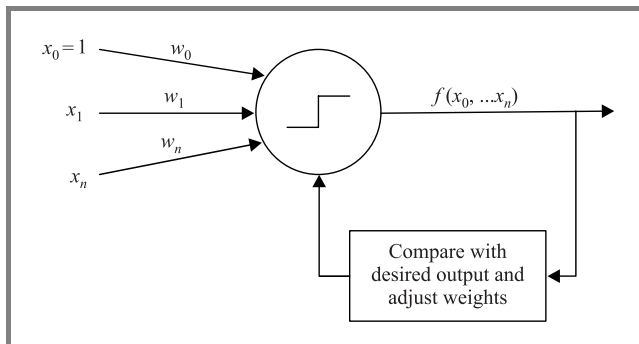 x₀ = 1
w₀
x₁
w₁
xₙ
wₙ
f(x₀, ...xₙ)
Compare with
desired output and
adjust weights